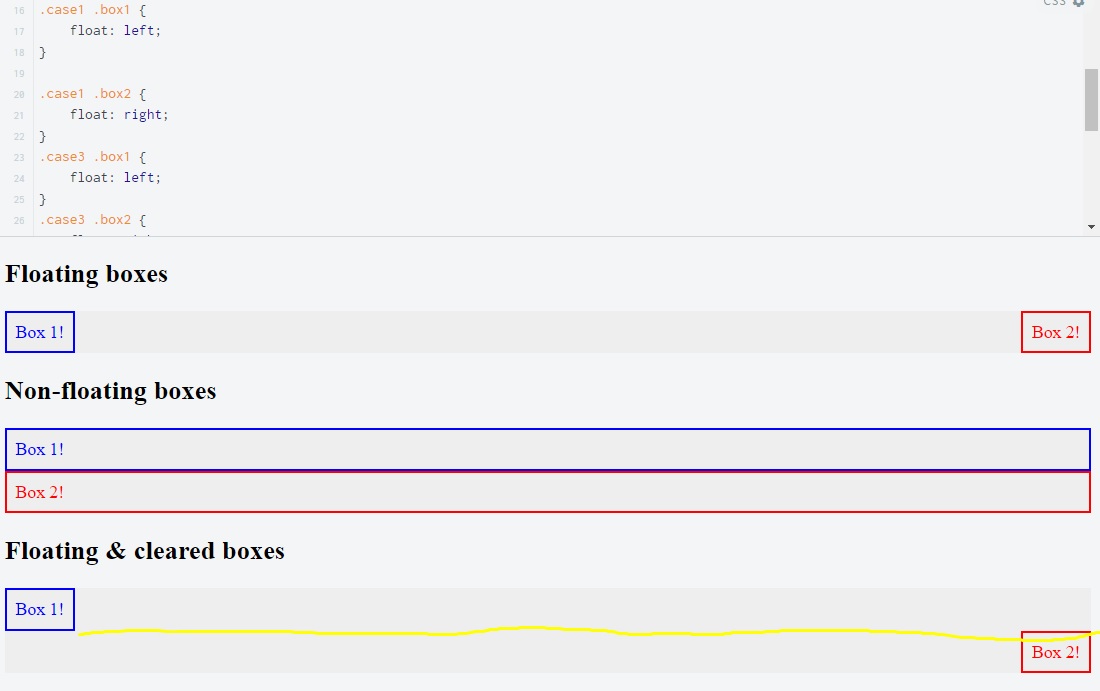 CSS
16 .case1 .box1 {
17 float: left;
18 }
19
20 .case1 .box2 {
21 float: right;
22 }
23 .case3 .box1 {
24 float: left;
25 }
26 .case3 .box2 {
Floating boxes
Box 1! Box 2!
Non-floating boxes
Box 1!
Box 2!
Floating & cleared boxes
Box 1!
Box 2!